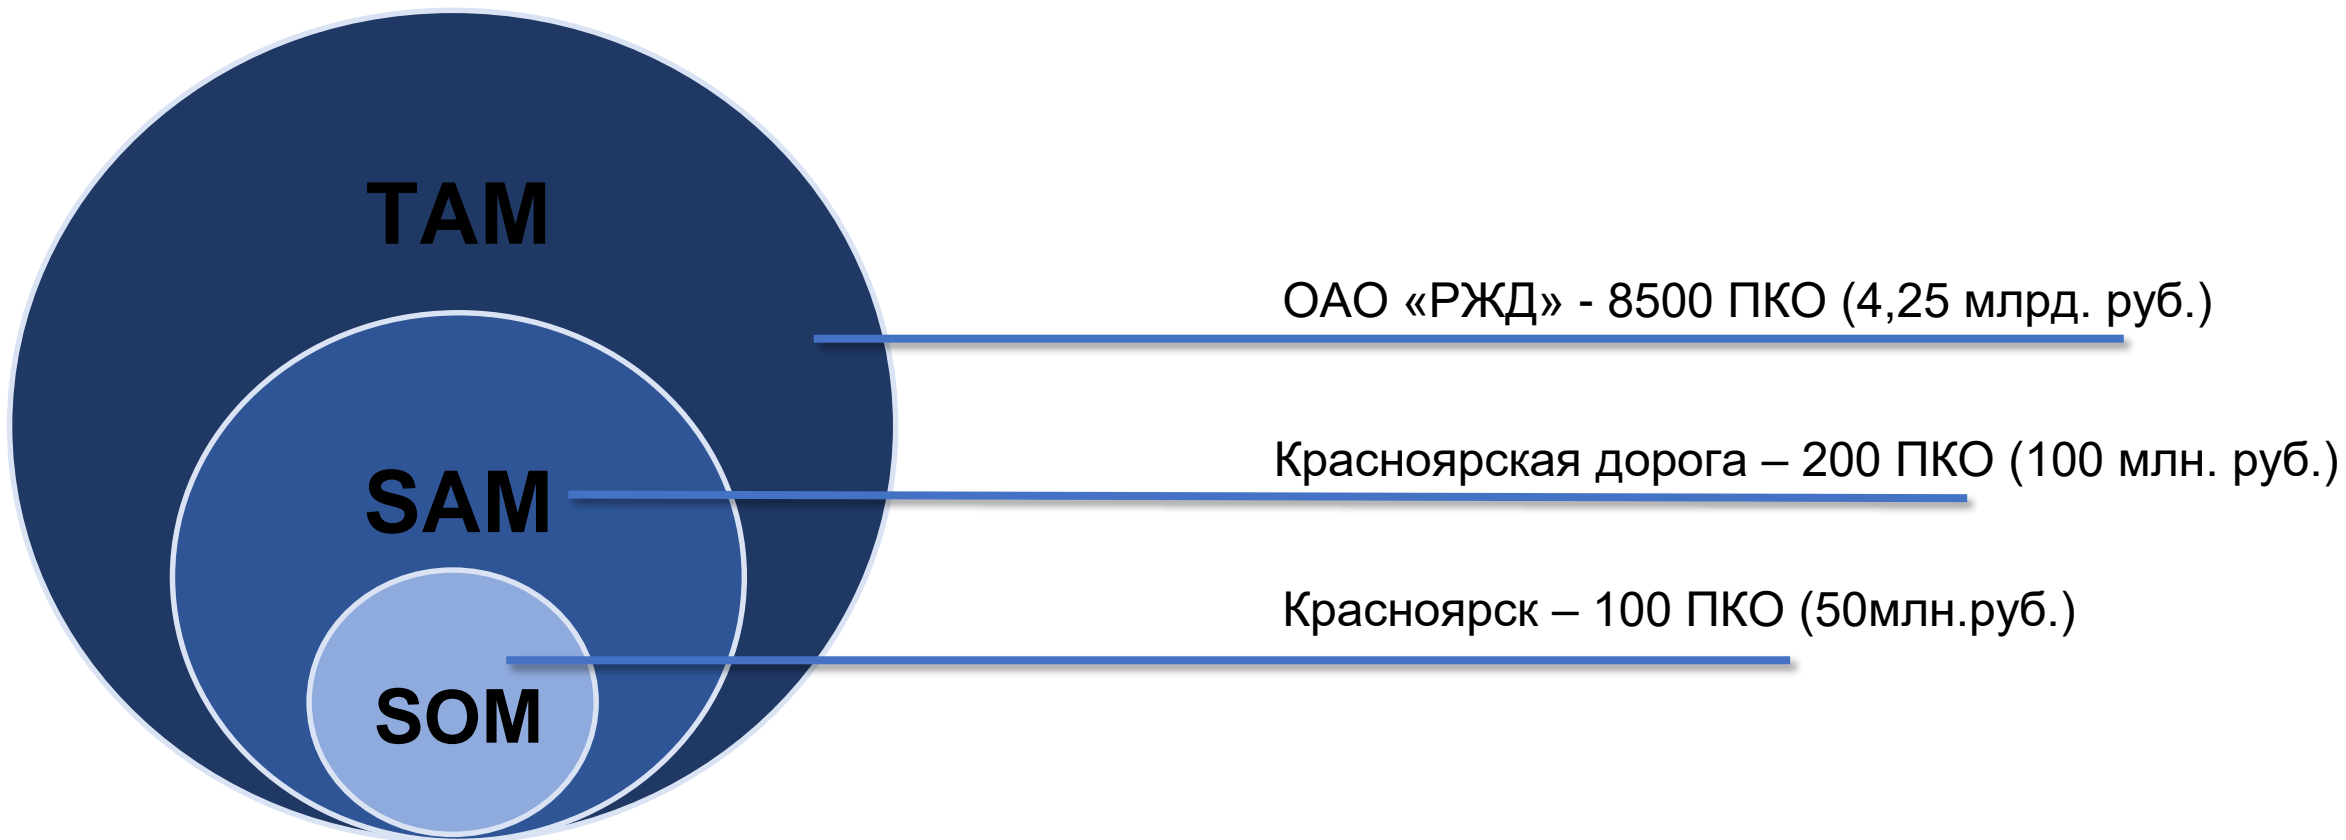 TAM
ОАО «РЖД» - 8500 ПКО (4,25 млрд. руб.)
SAM
Красноярская дорога – 200 ПКО (100 млн. руб.)
Красноярск – 100 ПКО (50млн.руб.)
SOM